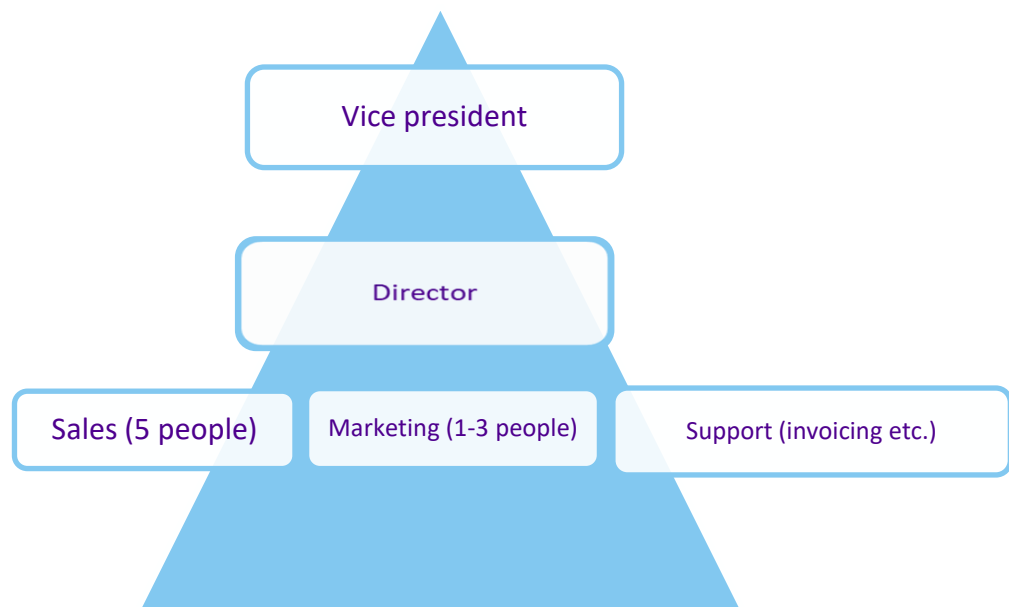 Vice president
Director
Sales (5 people)
Marketing (1-3 people)
Support (invoicing etc.)